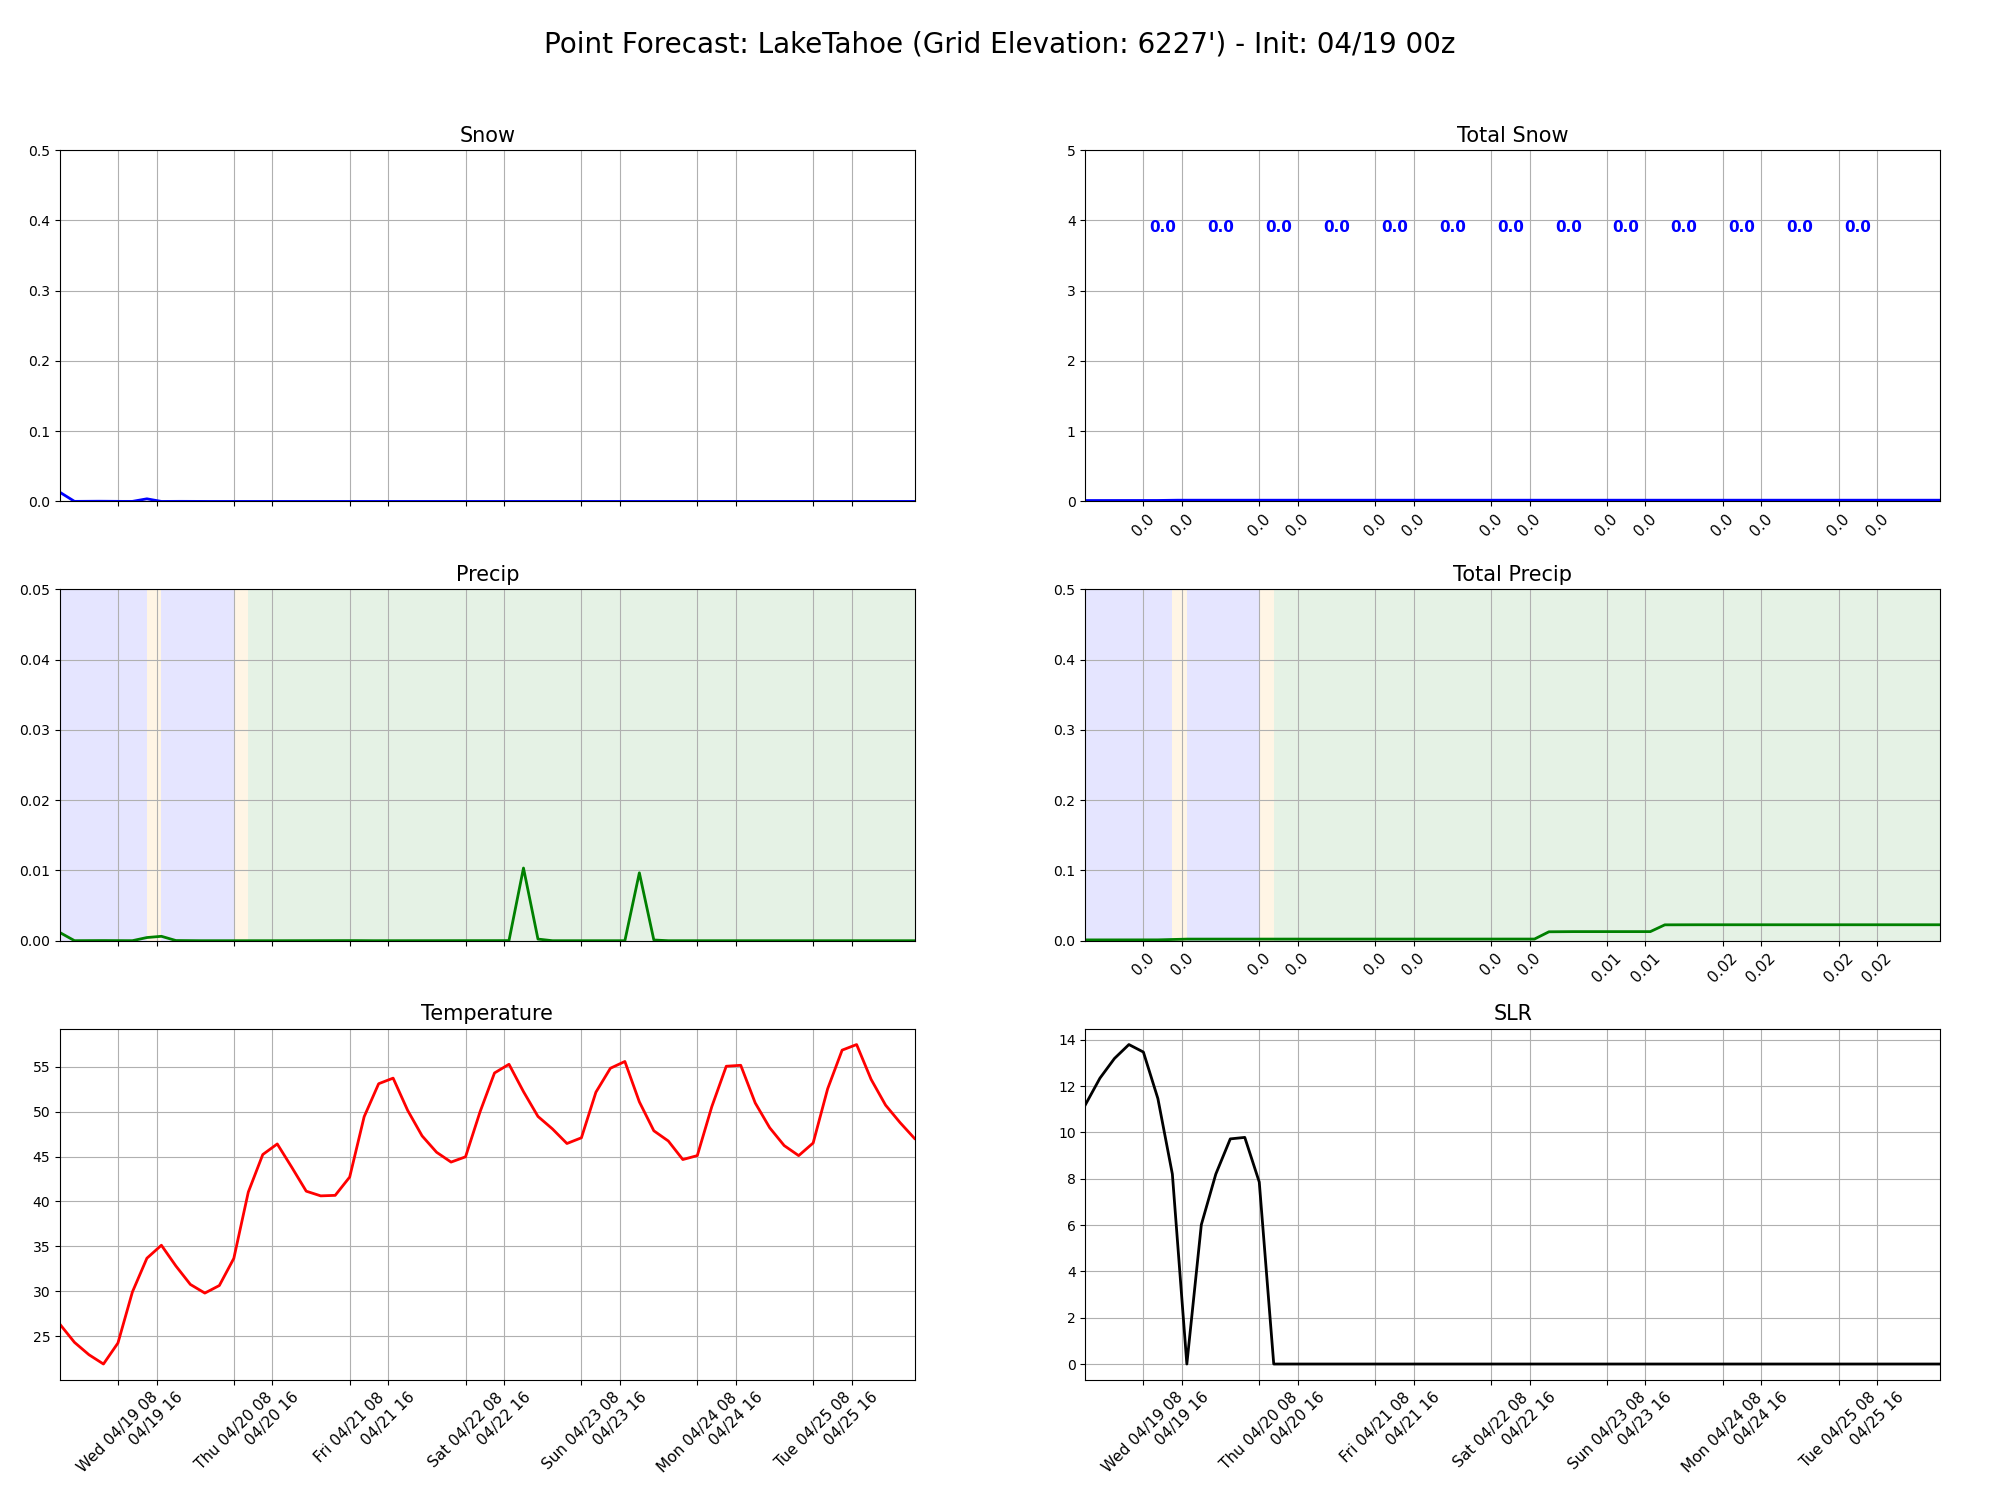 Point Forecast: LakeTahoe (Grid Elevation: 6227') - Init: 04/19 00z
Snow
0.5
0.4
0.3
0.2
0.1
0.0
Total Snow
5
4
3
2
1
0
0.0 0.0 0.0 0.0 0.0 0.0 0.0 0.0 0.0 0.0 0.0 0.0 0.0
0.0 0.0 0.0 0.0 0.0 0.0 0.0 0.0 0.0 0.0 0.0 0.0 0.0 0.0
Precip
0.05
0.04
0.03
0.02
0.01
0.00
Total Precip
0.5
0.4
0.3
0.2
0.1
0.0
0.0 0.0 0.0 0.0 0.0 0.0 0.0 0.0 0.01 0.01 0.02 0.02 0.02 0.02
Temperature
55
50
45
40
35
30
25
Wed 04/19 08
04/19 16
Thu 04/20 08
04/20 16
Fri 04/21 08
04/21 16
Sat 04/22 08
04/22 16
Sun 04/23 08
04/23 16
Mon 04/24 08
04/24 16
Tue 04/25 08
04/25 16
SLR
14
12
10
8
6
4
2
0
Wed 04/19 08
04/19 16
Thu 04/20 08
04/20 16
Fri 04/21 08
04/21 16
Sat 04/22 08
04/22 16
Sun 04/23 08
04/23 16
Mon 04/24 08
04/24 16
Tue 04/25 08
04/25 16